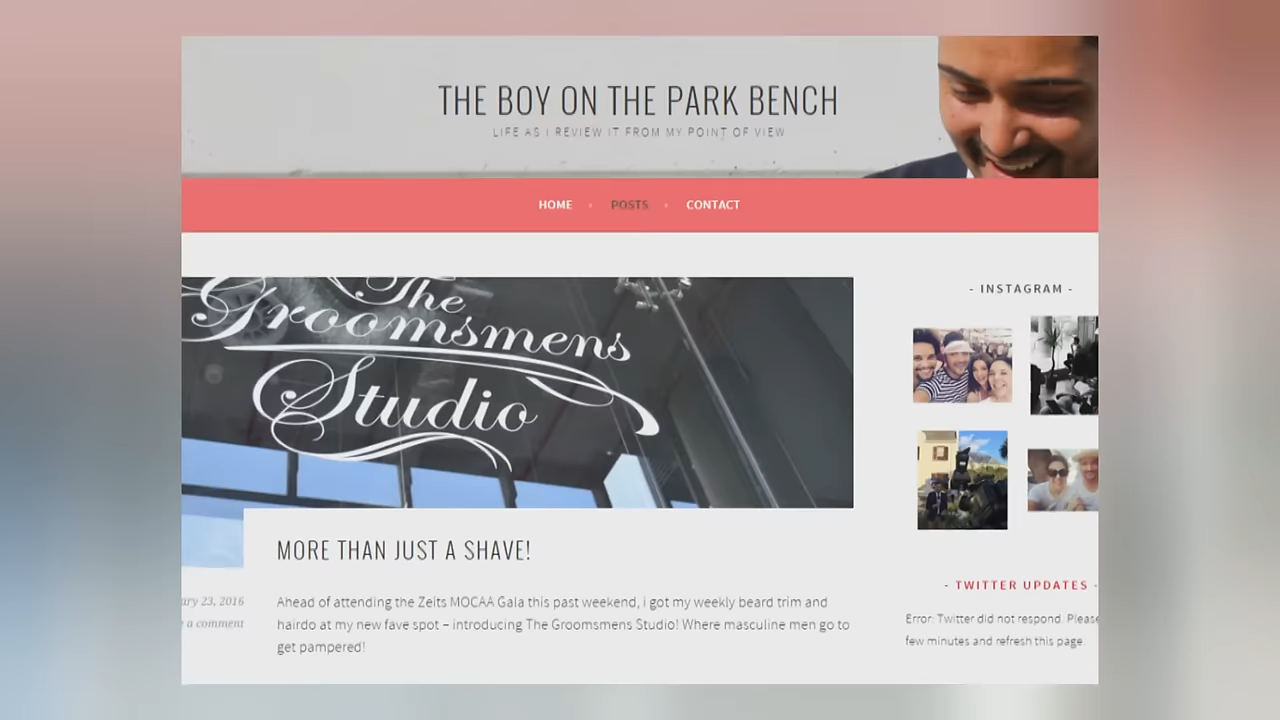 THE BOY ON THE PARK BENCH
LIFE AS I REVIEW IT FROM MY POINT OF VIEW
HOME
POSTS
CONTACT
The
Groomsmens
Studio
MORE THAN JUST A SHAVE!
ary 23, 2016
a comment
Ahead of attending the Zeits MOCAA Gala this past weekend, i got my weekly beard trim and
hairdo at my new fave spot – introducing The Groomsmens Studio! Where masculine men go to
get pampered!
- INSTAGRAM -
- TWITTER UPDATES -
Error: Twitter did not respond. Please
few minutes and refresh this page.